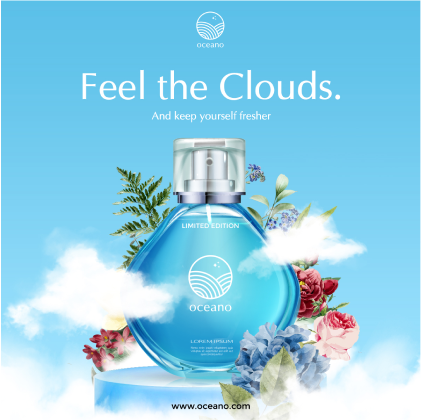 oceano
Feel the Clouds.
And keep yourself fresher
LIMITED EDITION
oceano
LOREM IPSUM
www.oceano.com